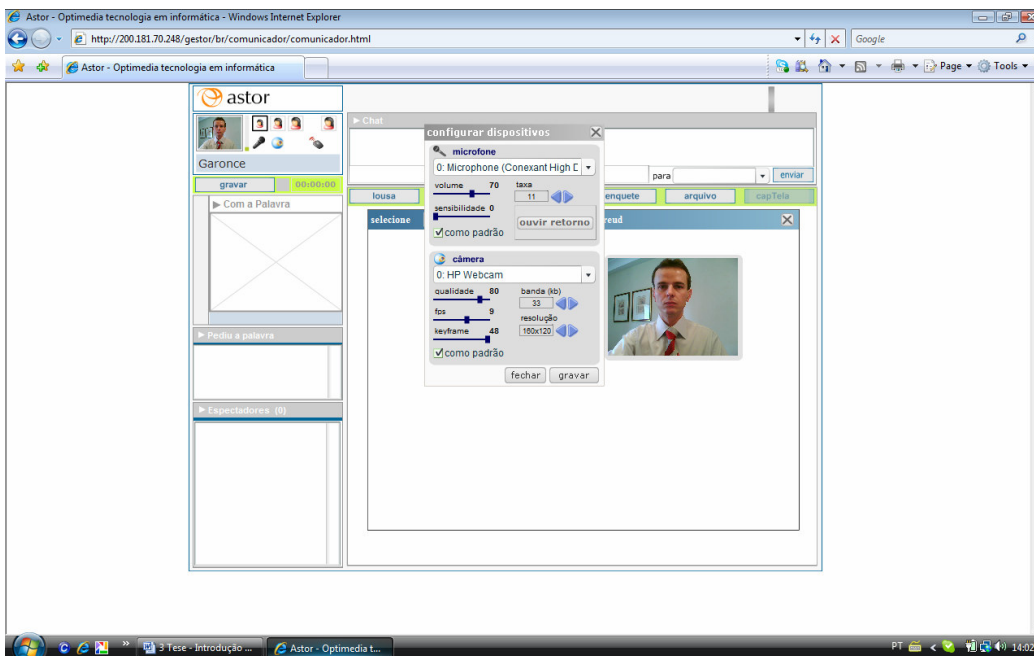 Astor - Optimedia tecnologia em informática - Windows Internet Explorer
http://200.181.70.248/gestor/br/comunicador/comunicador.html
Google
Astor - Optimedia tecnologia em informática
Page
Tools
astor
Garonce
gravar
00:00:00
Com a Palavra
Pediu a palavra
Espectadores (0)
Chat
para
enviar
lousa
enquete
arquivo
capTela
selecione
configurar dispositivos
microfone
0: Microphone (Conexant High D
volume 70
taxa
11
sensibilidade 0
ouvir retorno
como padrão
câmera
0: HP Webcam
qualidade 80
banda (kb)
33
fps 9
resolução
keyframe 48
160x120
como padrão
fechar
gravar
3 Tese - Introdução ...
Astor - Optimedia t...
PT
14:02